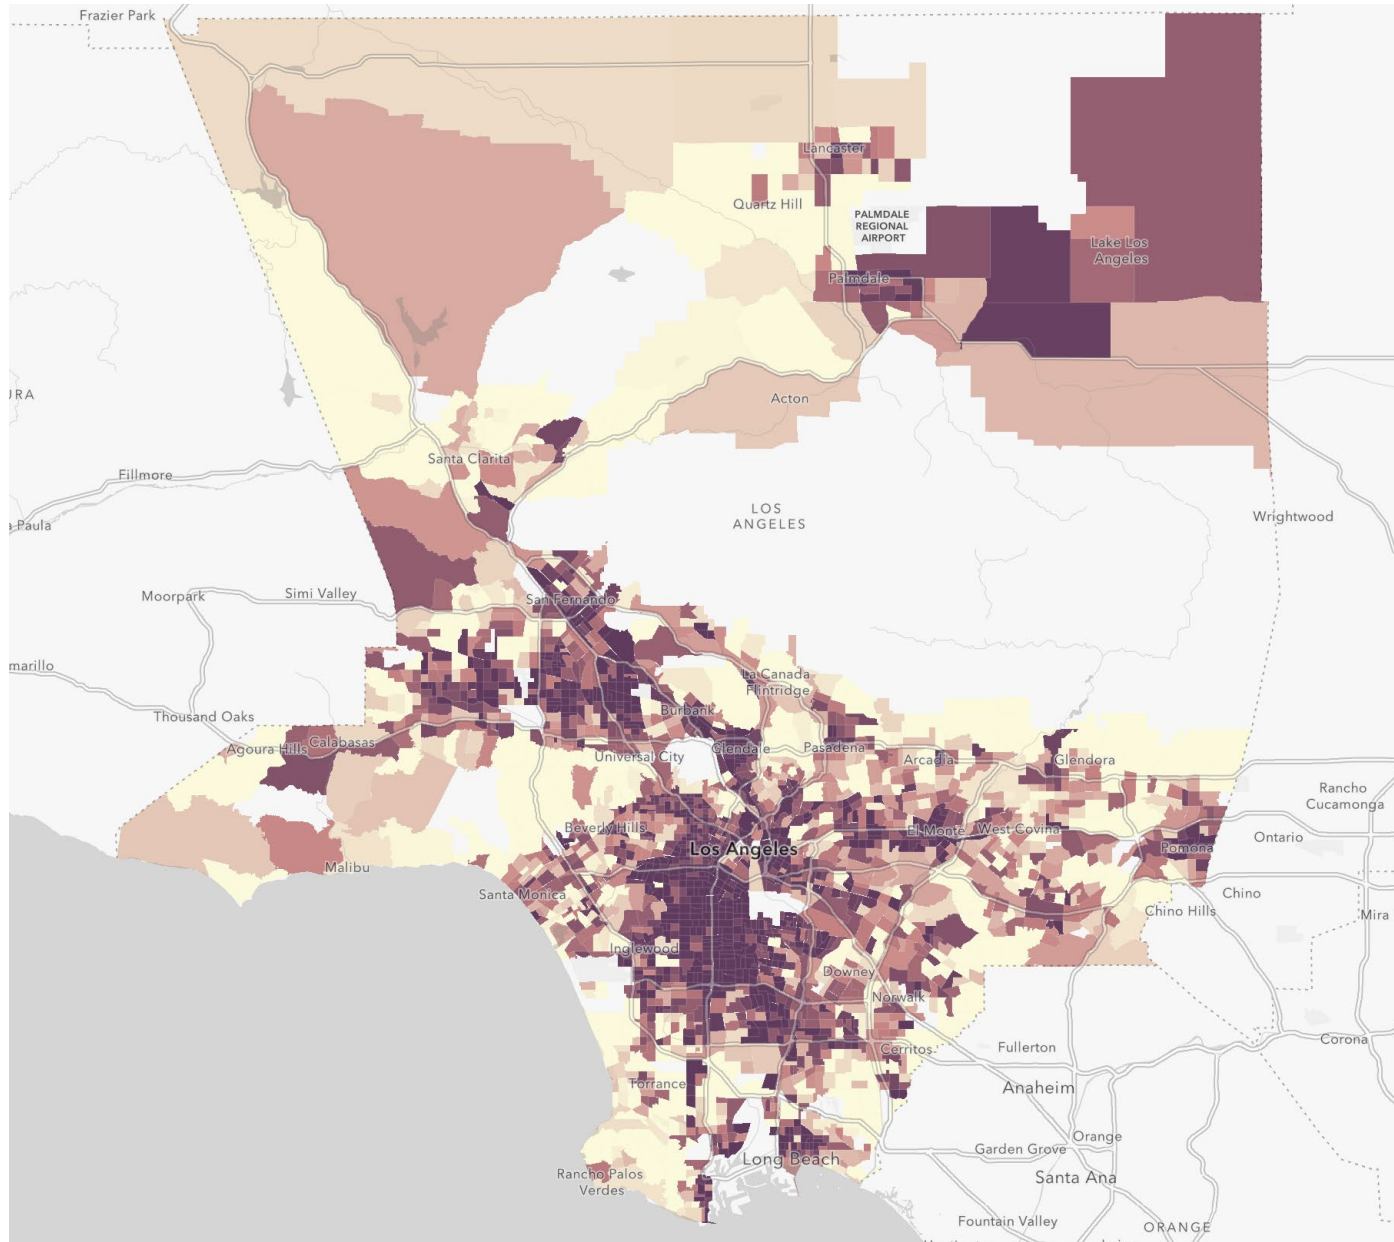 Frazier Park
Lancaster
Quartz Hill
PALMDALE
REGIONAL
AIRPORT
Lake Los
Angeles
Palmdale
URA
Acton
Santa Clarita
Fillmore
LOS
ANGELES
Wrightwood
a Paula
Moorpark
Simi Valley
San Fernando
marillo
La Canada
Flintridge
Thousand Oaks
Burbank
Agoura Hills
Calabasas
Universal City
Glendale
Pasadena
Arcadia
Glendora
Rancho
Cucamonga
Beverly Hills
El Monte
West Covina
Ontario
Los Angeles
Pomona
Malibu
Santa Monica
Chino
Chino Hills
Mira
Inglewood
Downey
Norwalk
Corona
Cerritos
Fullerton
Torrance
Anaheim
Orange
Garden Grove
Long Beach
Rancho Palos
Verdes
Santa Ana
Fountain Valley
ORANGE